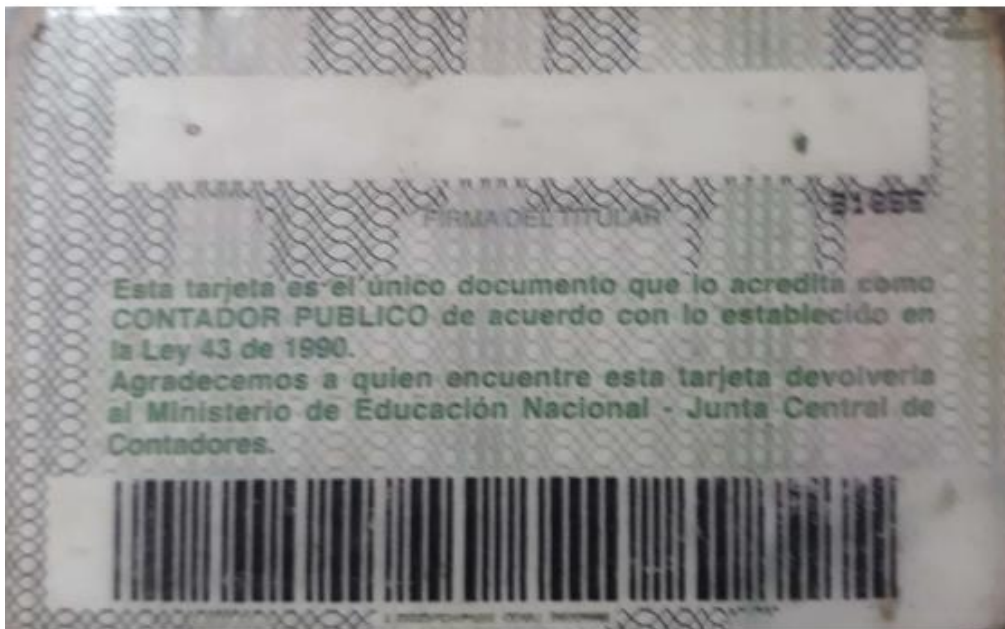 FIRMA DEL TITULAR
Esta tarjeta es el único documento que lo acredita como
CONTADOR PUBLICO de acuerdo con lo establecido en
la Ley 43 de 1990.
Agradecemos a quien encuentre esta tarjeta devolverla
al Ministerio de Educación Nacional - Junta Central de
Contadores.